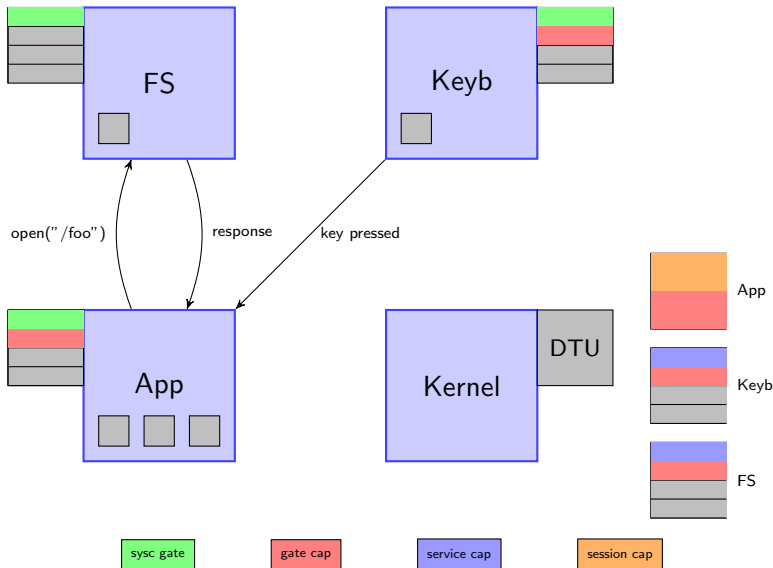 FS
Keyb
open("/foo")
response
key pressed
App
Kernel
DTU
App
Keyb
FS
sysc gate
gate cap
service cap
session cap